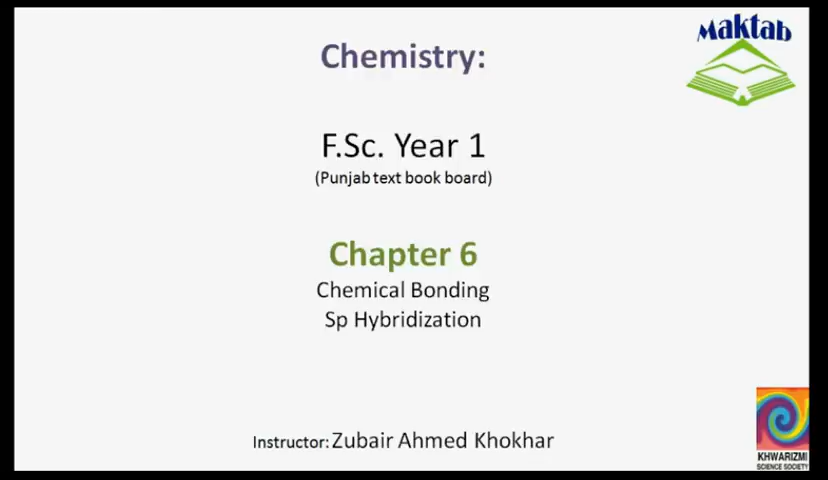 Maktab
Chemistry:
F.Sc. Year 1
(Punjab text book board)
Chapter 6
Chemical Bonding
Sp Hybridization
Instructor: Zubair Ahmed Khokhar
KHWARIZMI
SCIENCE SOCIETY